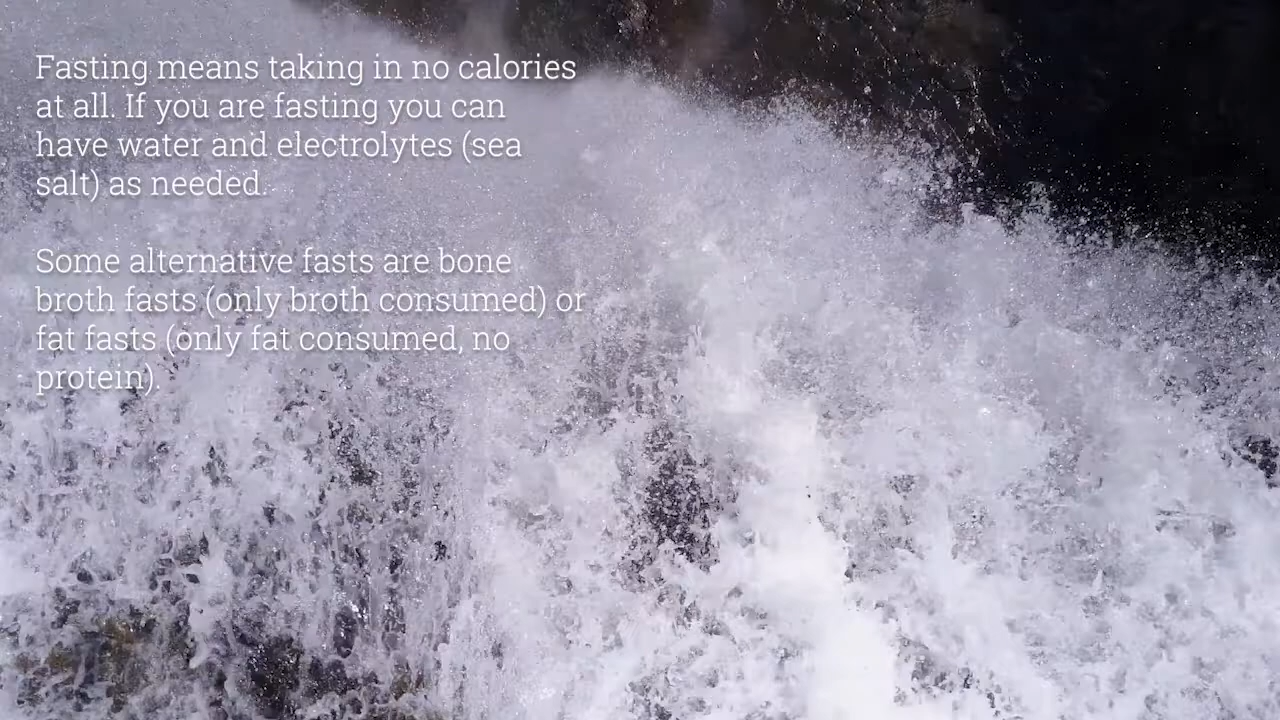 Fasting means taking in no calories
at all. If you are fasting you can
have water and electrolytes (sea
salt) as needed.
Some alternative fasts are bone
broth fasts (only broth consumed) or
fat fasts (only fat consumed, no
protein).